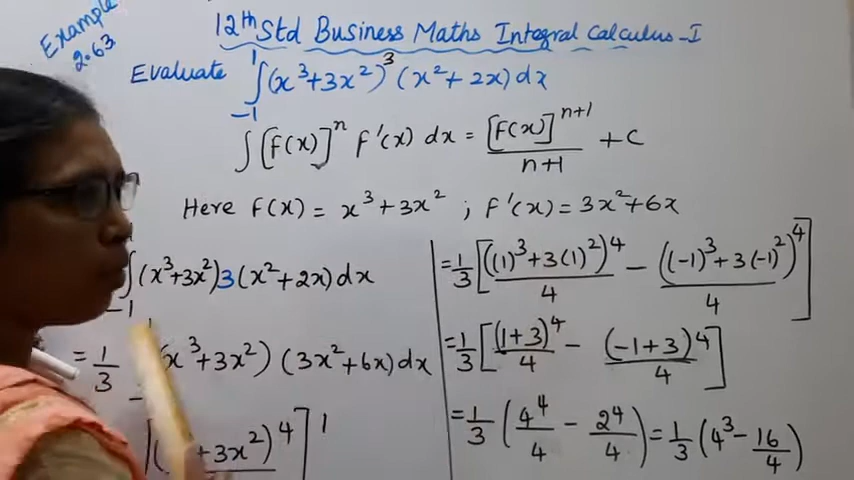 Example 2.63
12th Std Business Maths Integral Calculus-I
Evaluate ∫₋₁¹ (x³+3x²)³ (x²+2x) dx
∫ [F(x)]ⁿ F'(x) dx = [F(x)]ⁿ⁺¹ / n+1 + C
Here F(x) = x³+3x² ; F'(x) = 3x²+6x
∫₋₁ (x³+3x²)3(x²+2x)dx
= 1/3 (x³+3x²) (3x²+6x)dx
+3x²)⁴]¹
= 1/3 [((1)³+3(1)²)⁴ / 4 − ((-1)³+3(-1)²)⁴ / 4]
= 1/3 [(1+3)⁴ / 4 − (-1+3)⁴ / 4]
= 1/3 (4⁴/4 − 2⁴/4) = 1/3 (4³ − 16/4)